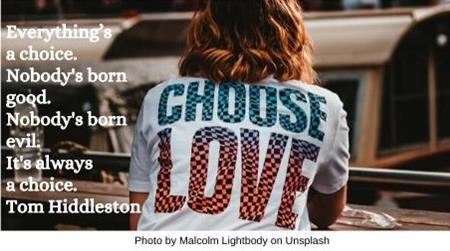 Everything's
a choice.
Nobody's born
good.
Nobody's born
evil.
It's always
a choice.
Tom Hiddleston
CHOOSE
LOVE
Photo by Malcolm Lightbody on Unsplash